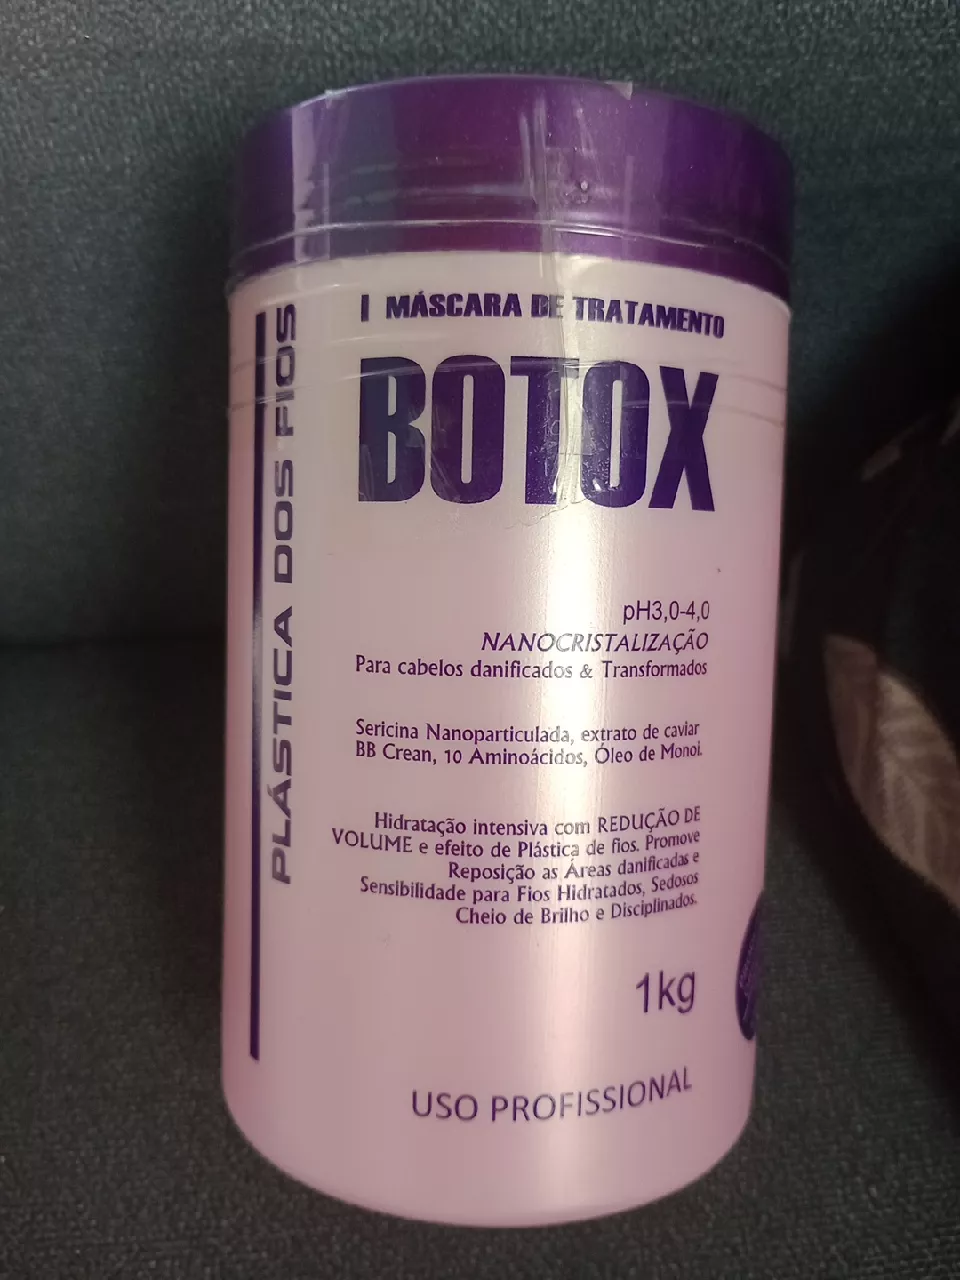 I MÁSCARA DE TRATAMENTO
BOTOX
PLÁSTICA DOS FIOS
pH3,0-4,0
NANOCRISTALIZAÇÃO
Para cabelos danificados & Transformados
Sericina Nanoparticulada, extrato de caviar
BB Crean, 10 Aminoácidos, Óleo de Monoi.
Hidratação intensiva com REDUÇÃO DE
VOLUME e efeito de Plástica de fios. Promove
Reposição as Áreas danificadas e
Sensibilidade para Fios Hidratados, Sedosos
Cheio de Brilho e Disciplinados.
1kg
USO PROFISSIONAL